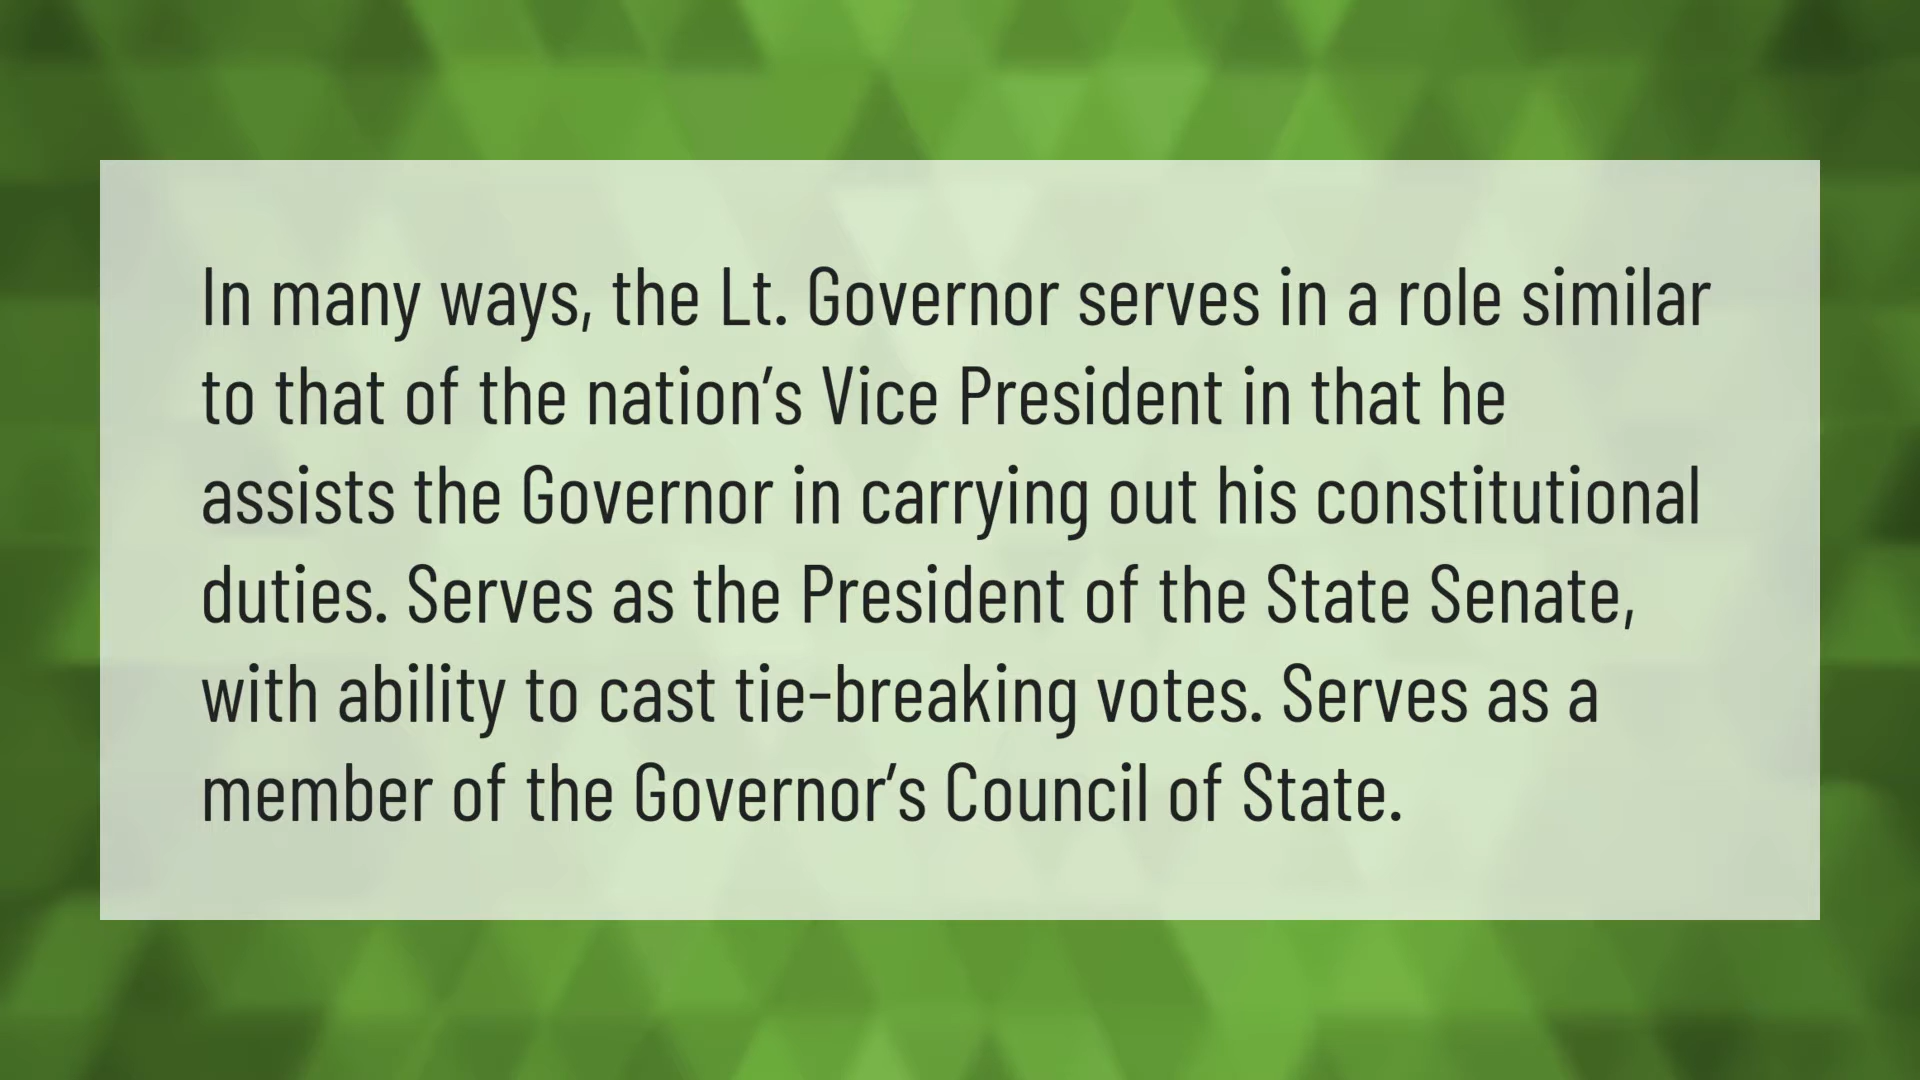 In many ways, the Lt. Governor serves in a role similar
to that of the nation’s Vice President in that he
assists the Governor in carrying out his constitutional
duties. Serves as the President of the State Senate,
with ability to cast tie-breaking votes. Serves as a
member of the Governor’s Council of State.